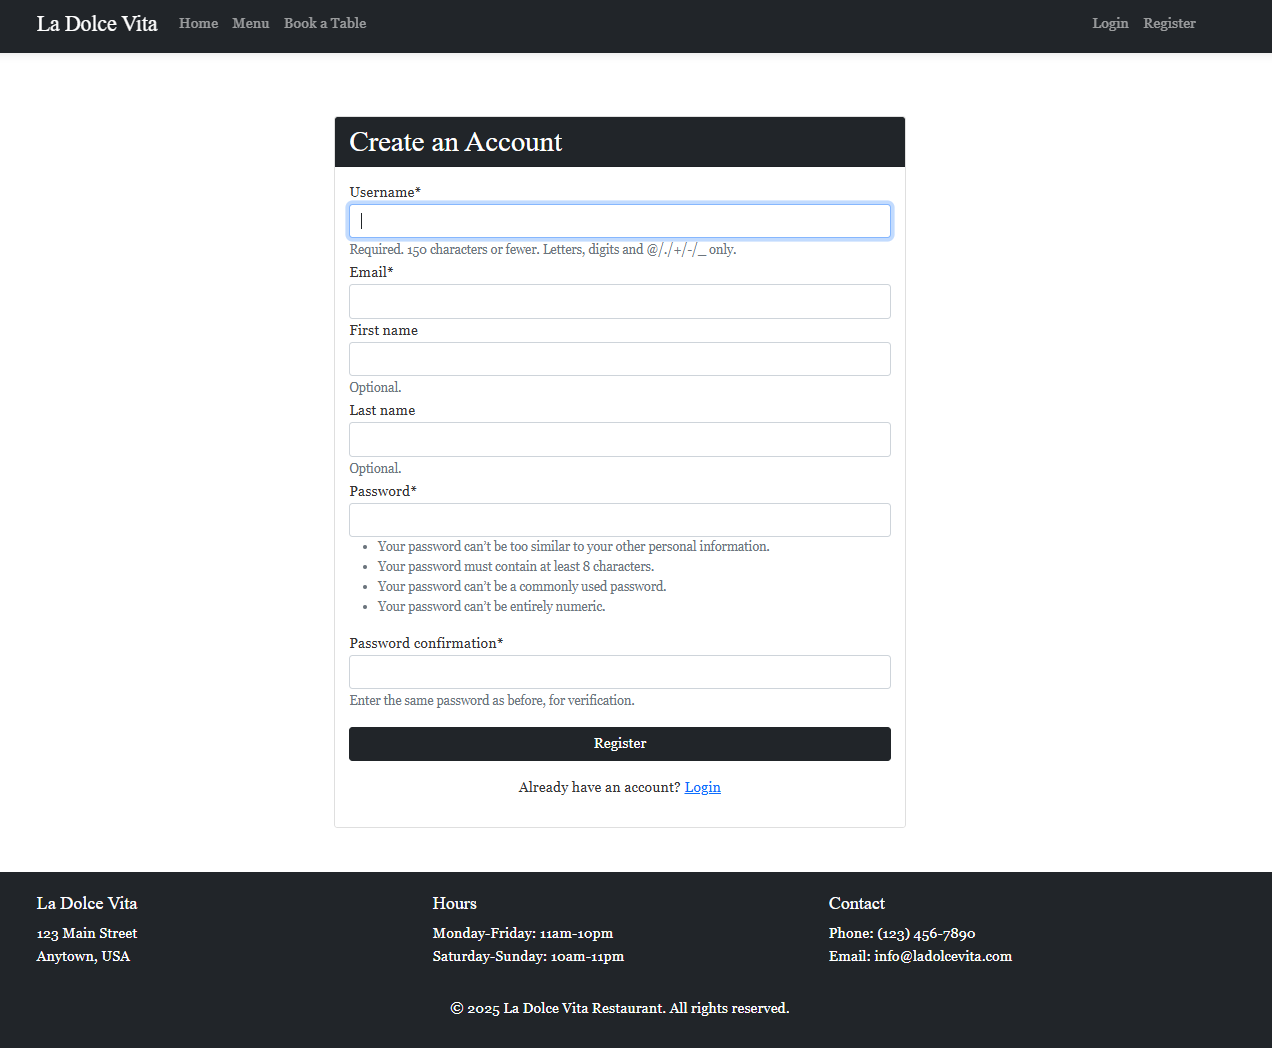 La Dolce Vita Home Menu Book a Table Login Register
Create an Account
Username*
Required. 150 characters or fewer. Letters, digits and @/./+/-/_ only.
Email*
First name
Optional.
Last name
Optional.
Password*
• Your password can’t be too similar to your other personal information.
• Your password must contain at least 8 characters.
• Your password can’t be a commonly used password.
• Your password can’t be entirely numeric.
Password confirmation*
Enter the same password as before, for verification.
Register
Already have an account? Login
La Dolce Vita
123 Main Street
Anytown, USA
Hours
Monday-Friday: 11am-10pm
Saturday-Sunday: 10am-11pm
Contact
Phone: (123) 456-7890
Email: info@ladolcevita.com
© 2025 La Dolce Vita Restaurant. All rights reserved.